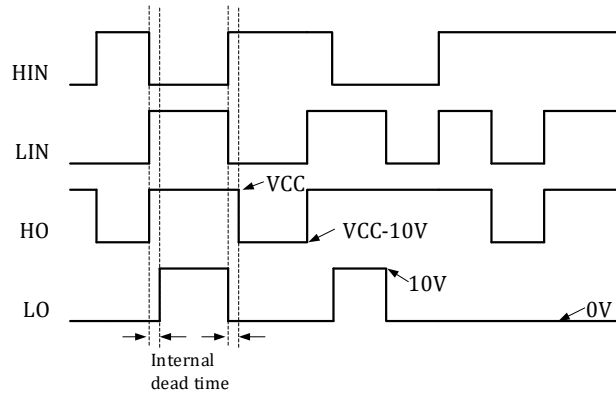 HIN
LIN
VCC
HO
VCC-10V
10V
LO
0V
Internal
dead time